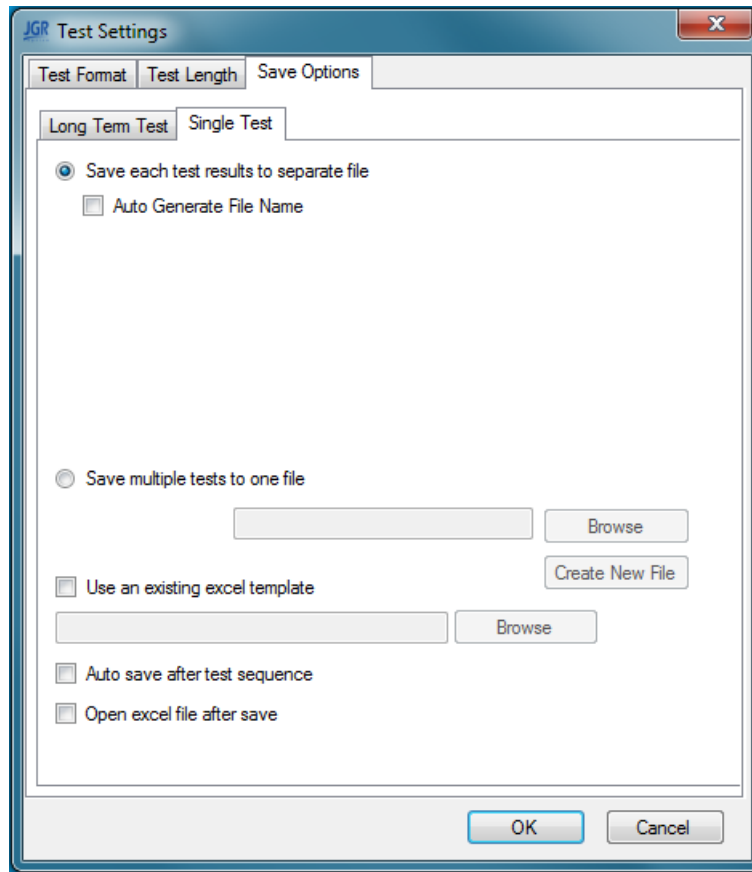 JGR Test Settings
Test Format Test Length Save Options
Long Term Test Single Test
Save each test results to separate file
Auto Generate File Name
Save multiple tests to one file
Browse
Create New File
Use an existing excel template
Browse
Auto save after test sequence
Open excel file after save
OK Cancel